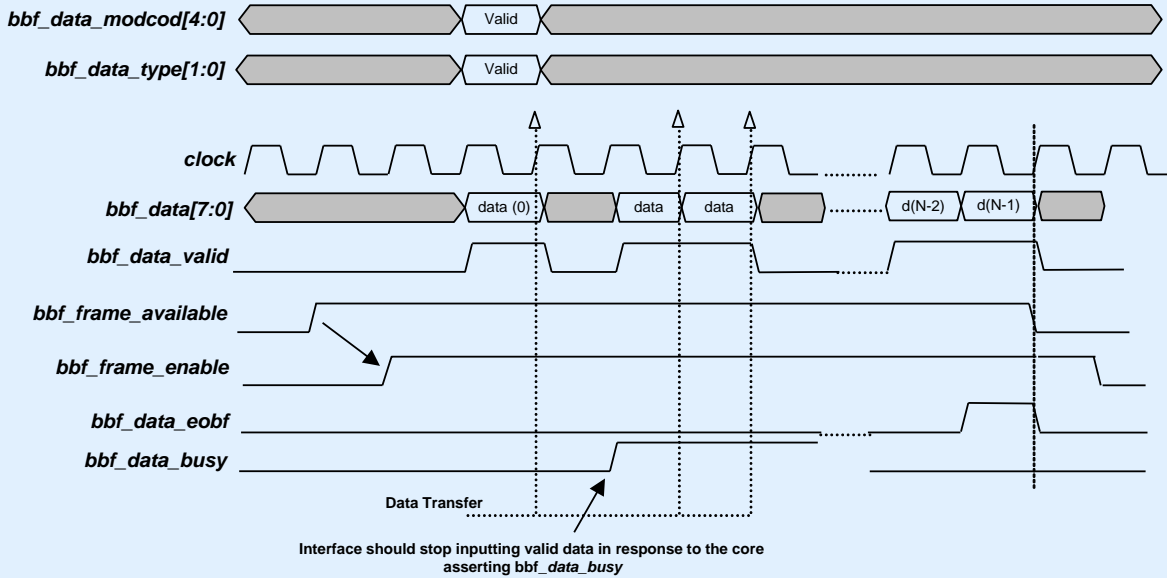 bbf_data_modcod[4:0]
Valid
bbf_data_type[1:0]
Valid
clock
bbf_data[7:0]
data (0)
data
data
d(N-2)
d(N-1)
bbf_data_valid
bbf_frame_available
bbf_frame_enable
bbf_data_eobf
bbf_data_busy
Data Transfer
Interface should stop inputting valid data in response to the core
asserting bbf_data_busy